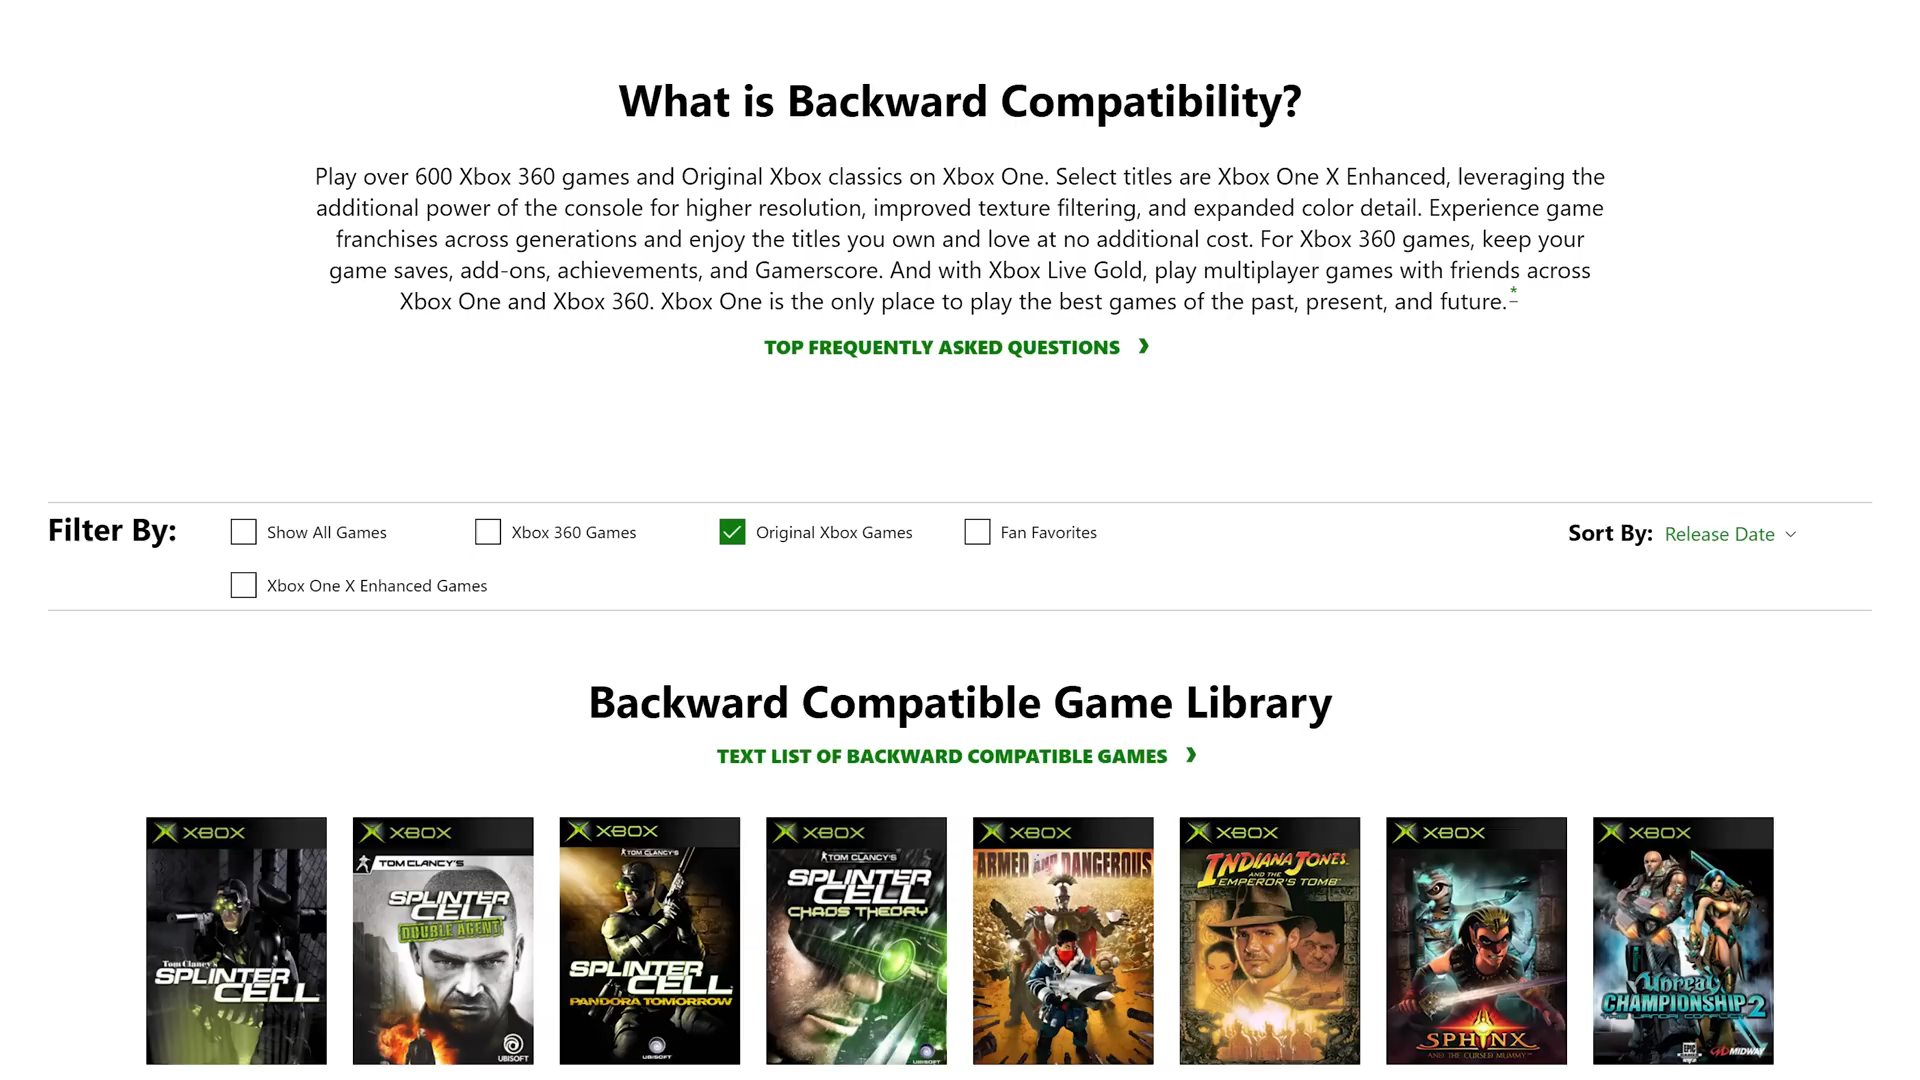 What is Backward Compatibility?
Play over 600 Xbox 360 games and Original Xbox classics on Xbox One. Select titles are Xbox One X Enhanced, leveraging the
additional power of the console for higher resolution, improved texture filtering, and expanded color detail. Experience game
franchises across generations and enjoy the titles you own and love at no additional cost. For Xbox 360 games, keep your
game saves, add-ons, achievements, and Gamerscore. And with Xbox Live Gold, play multiplayer games with friends across
Xbox One and Xbox 360. Xbox One is the only place to play the best games of the past, present, and future.*
TOP FREQUENTLY ASKED QUESTIONS
Filter By:
Show All Games
Xbox 360 Games
Original Xbox Games
Fan Favorites
Xbox One X Enhanced Games
Sort By: Release Date
Backward Compatible Game Library
TEXT LIST OF BACKWARD COMPATIBLE GAMES
XBOX
Tom Clancy's
SPLINTER
CELL
XBOX
TOM CLANCY'S
SPLINTER
CELL
DOUBLE AGENT
UBISOFT
XBOX
TOM CLANCY'S
SPLINTER
CELL
PANDORA TOMORROW
UBISOFT
XBOX
TOM CLANCY'S
SPLINTER
CELL
CHAOS THEORY
UBISOFT
XBOX
ARMED AND DANGEROUS
XBOX
INDIANA JONES
AND THE
EMPEROR'S TOMB
XBOX
SPHINX
AND THE CURSED MUMMY
XBOX
Unreal
CHAMPIONSHIP 2
THE LIANDRI CONFLICT
EPIC
GAMES
MIDWAY